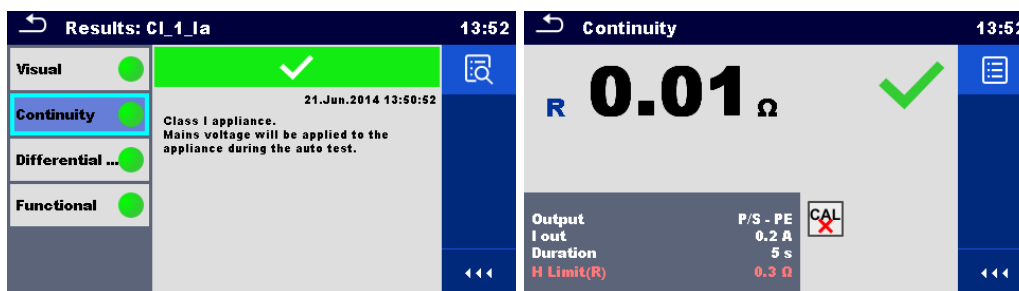 Results: CI_1_Ia
13:52
Visual
Continuity
Differential ...
Functional
21.Jun.2014 13:50:52
Class I appliance.
Mains voltage will be applied to the
appliance during the auto test.
Continuity
13:52
R 0.01 Ω
Output P/S - PE
I out 0.2 A
Duration 5 s
H Limit(R) 0.3 Ω
CAL